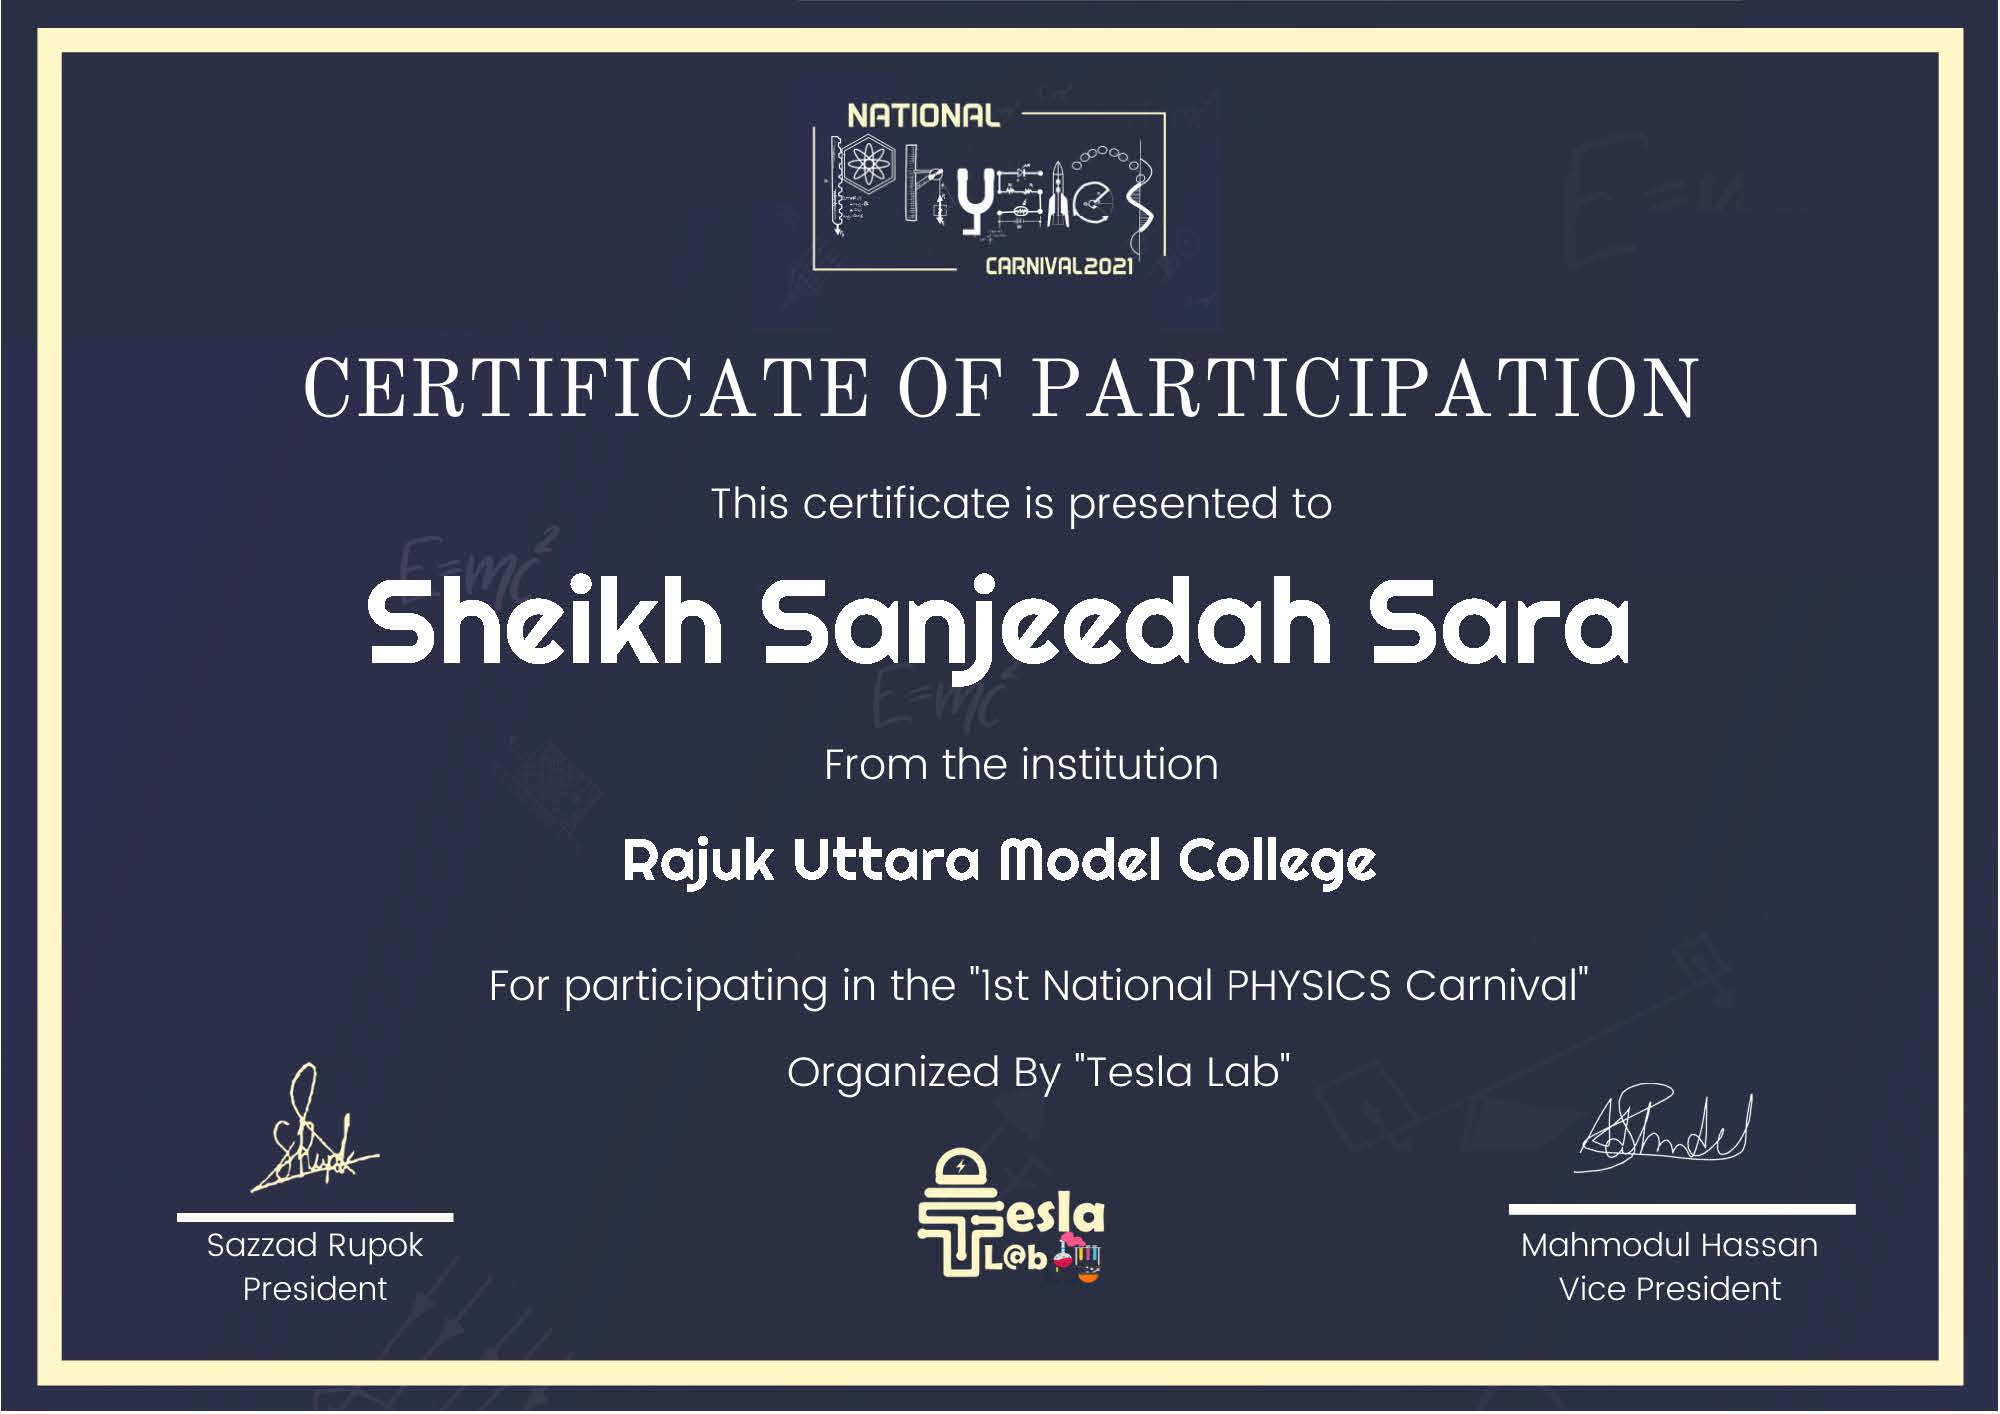 NATIONAL
Physics
CARNIVAL2021
CERTIFICATE OF PARTICIPATION
This certificate is presented to
E=mc²
Sheikh Sanjeedah Sara
E=mc²
From the institution
Rajuk Uttara Model College
For participating in the "1st National PHYSICS Carnival"
Organized By "Tesla Lab"
Tesla
L@b
Sazzad Rupok
President
Mahmodul Hassan
Vice President